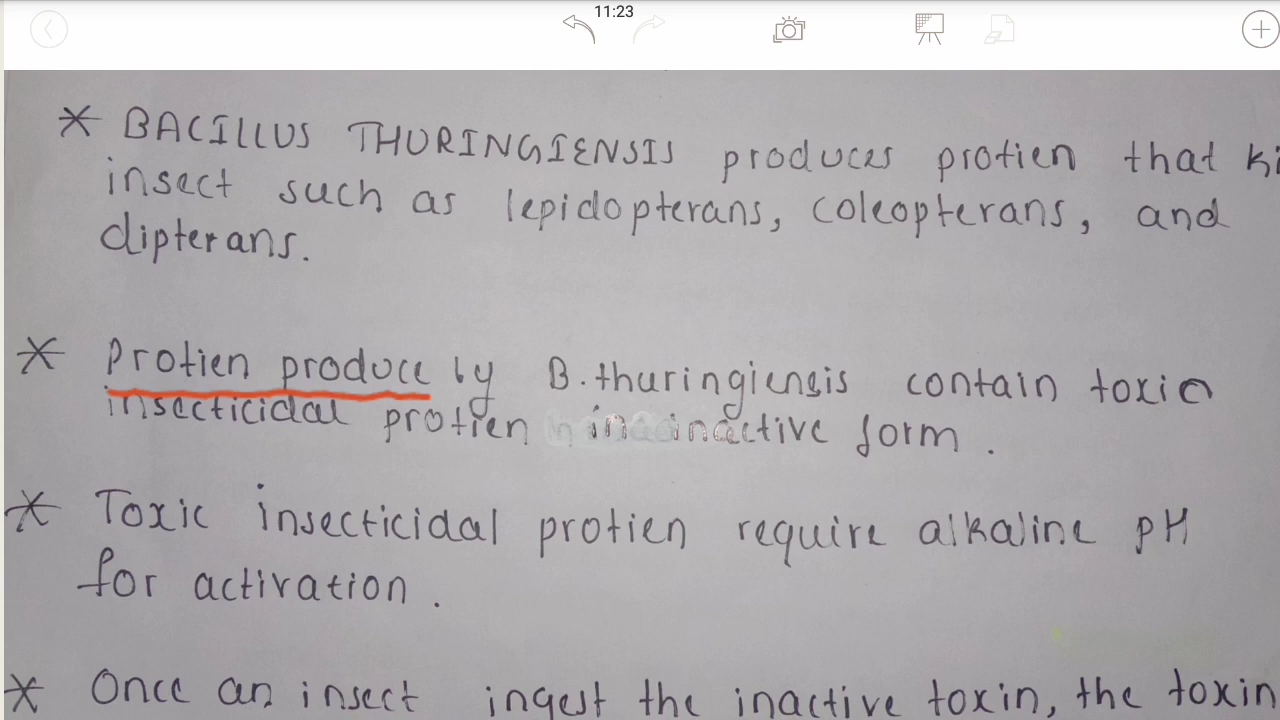 11:23
* BACILLUS THURINGIENSIS produces protien that ki
insect such as lepidopterans, coleopterans, and
dipterans.
* Protien produce by B.thuringiensis contain toxic
insecticidal protien in inactive form.
* Toxic insecticidal protien require alkaline pH
for activation.
* Once an insect ingest the inactive toxin, the toxin